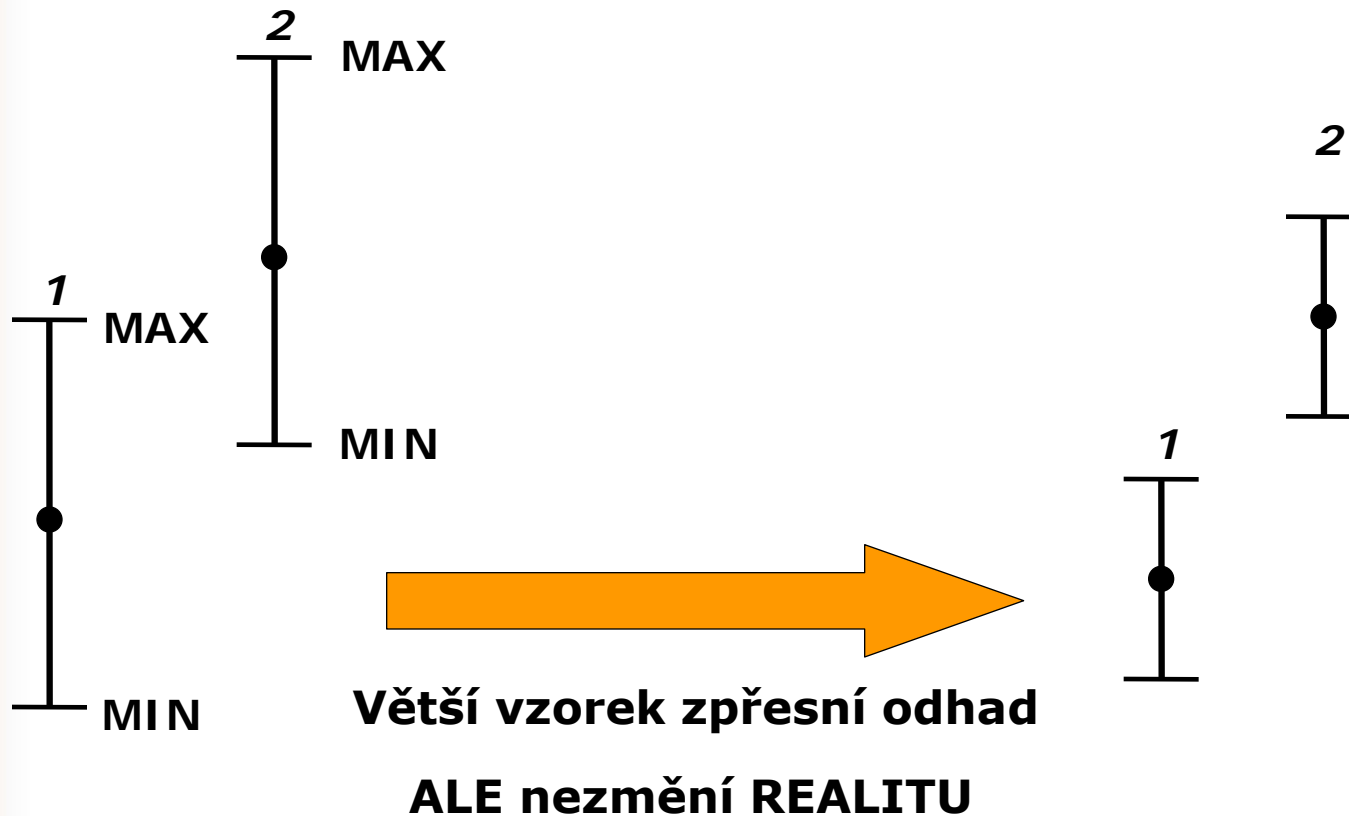 2
MAX
1
MAX
MIN
MIN
2
1
Větší vzorek zpřesní odhad
ALE nezmění REALITU